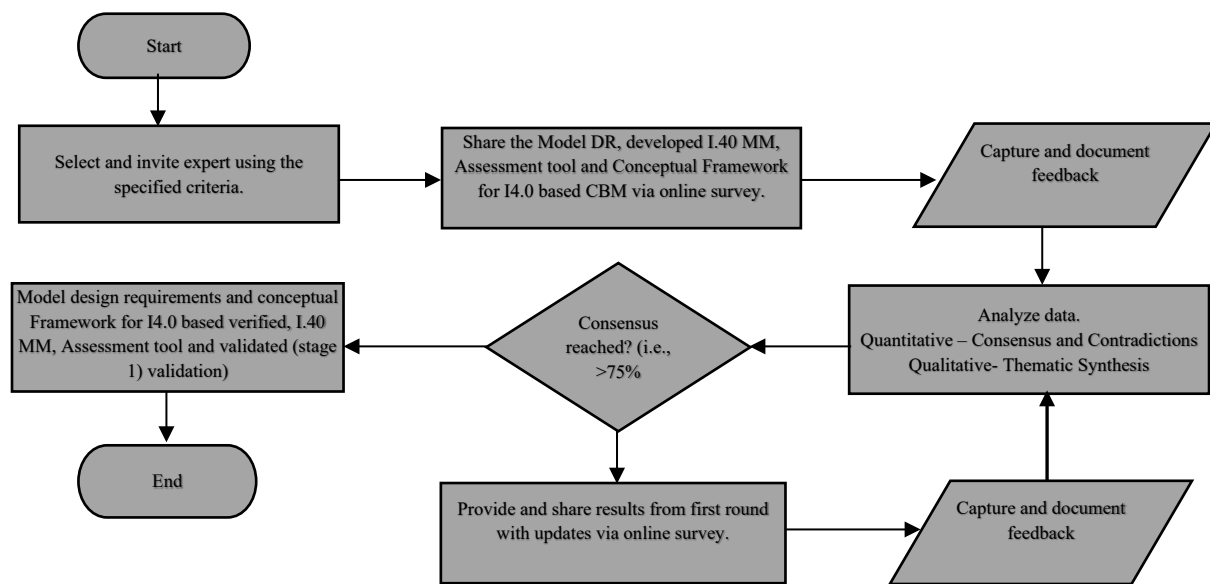 Start
Select and invite expert using the
specified criteria.
Share the Model DR, developed I.40 MM,
Assessment tool and Conceptual Framework
for I4.0 based CBM via online survey.
Capture and document
feedback
Analyze data.
Quantitative – Consensus and Contradictions
Qualitative- Thematic Synthesis
Consensus
reached? (i.e.,
>75%
Model design requirements and conceptual
Framework for I4.0 based verified, I.40
MM, Assessment tool and validated (stage
1) validation)
End
Provide and share results from first round
with updates via online survey.
Capture and document
feedback